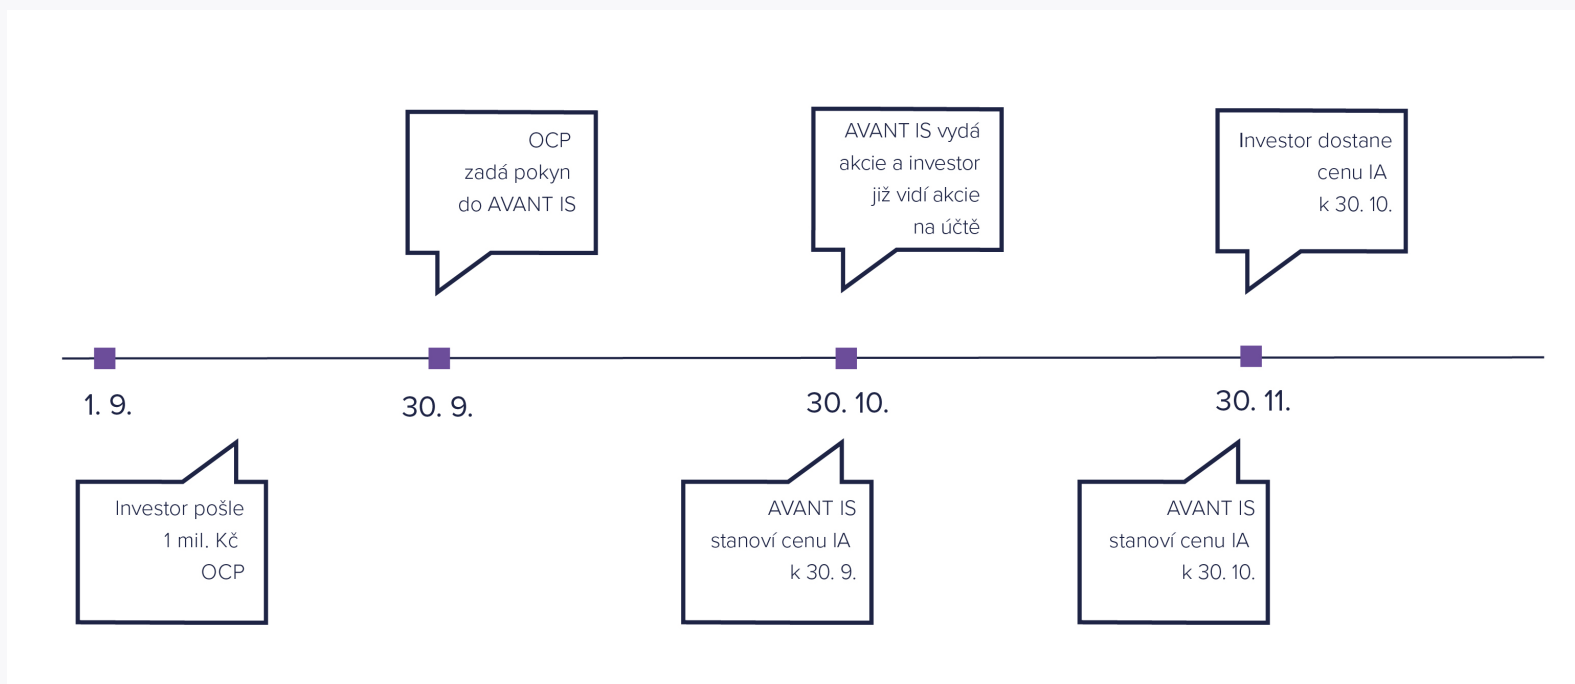 OCP
zadá pokyn
do AVANT IS
AVANT IS vydá
akcie a investor
již vidí akcie
na účtě
Investor dostane
cenu IA
k 30. 10.
1. 9.
30. 9.
30. 10.
30. 11.
Investor pošle
1 mil. Kč
OCP
AVANT IS
stanoví cenu IA
k 30. 9.
AVANT IS
stanoví cenu IA
k 30. 10.